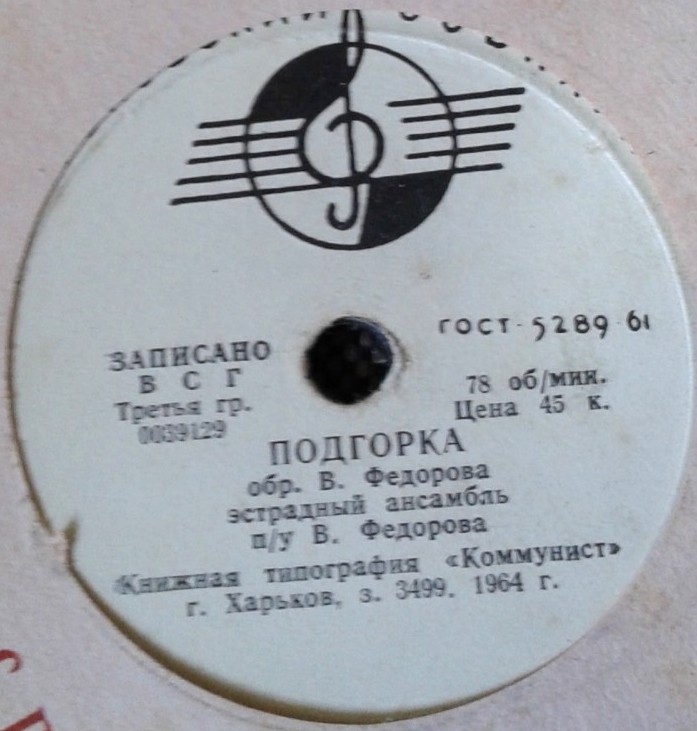 ГОСТ-5289-61
ЗАПИСАНО
В С Г
Третья гр.
0039129
78 об/мин.
Цена 45 к.
ПОДГОРКА
обр. В. Федорова
эстрадный ансамбль
п/у В. Федорова
Книжная типография «Коммунист»
г. Харьков, з. 3499. 1964 г.